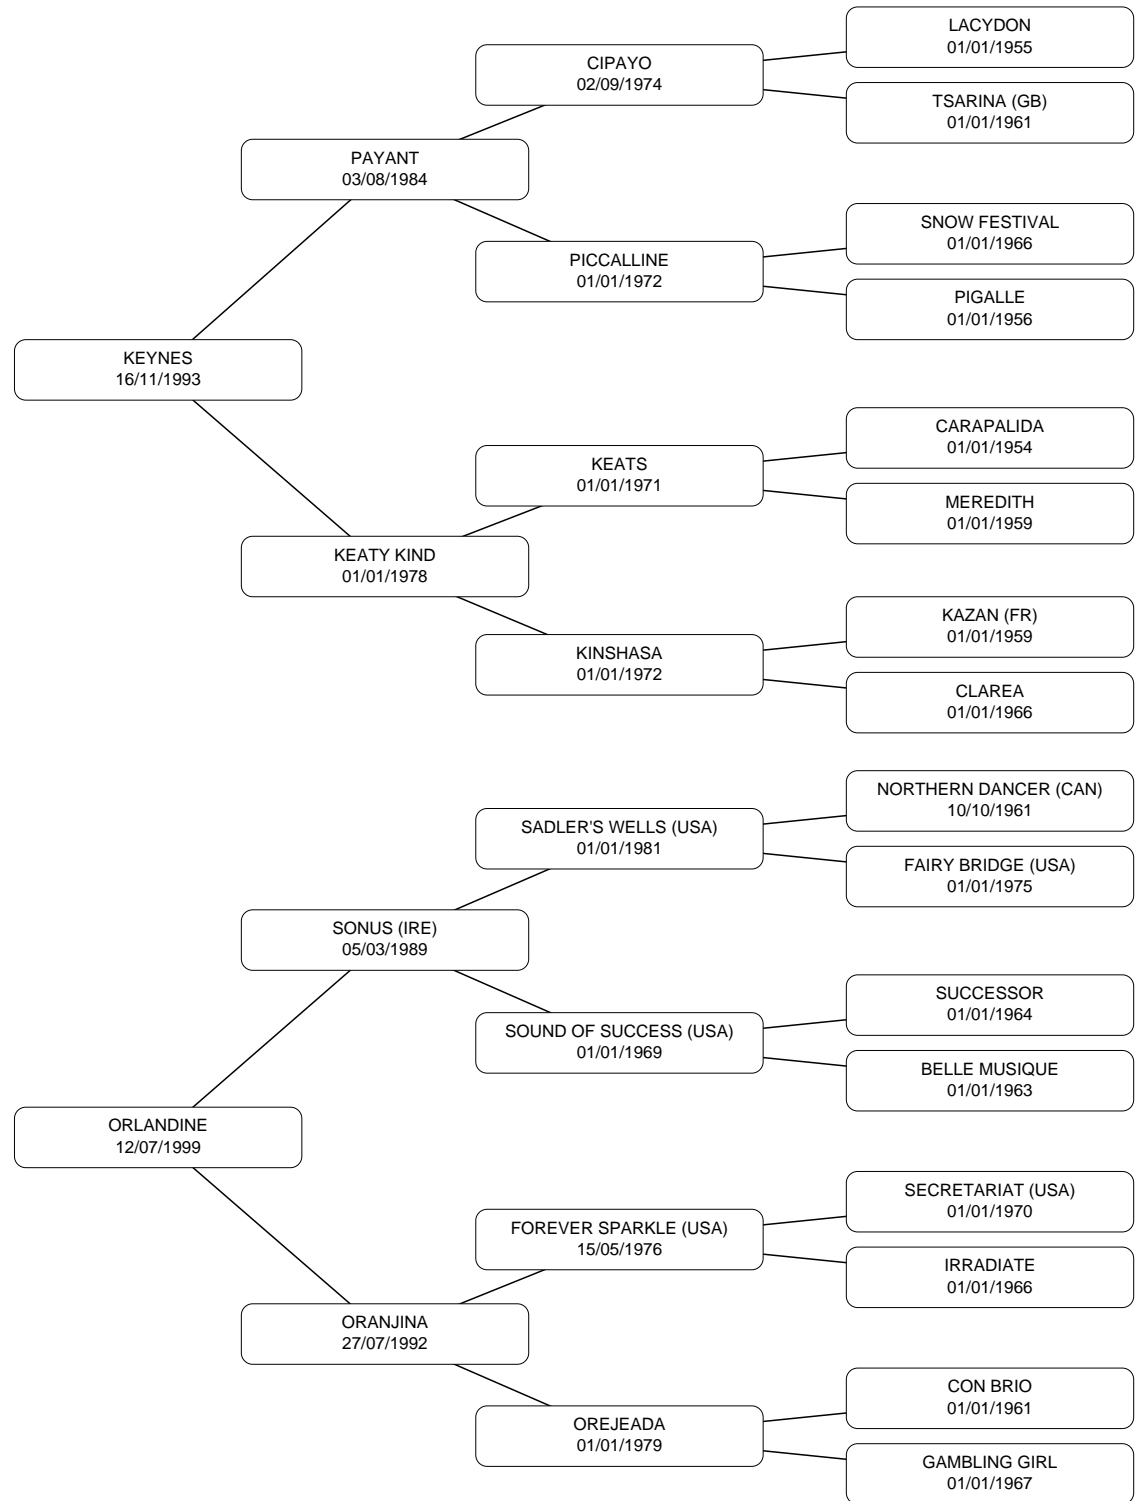 LACYDON
01/01/1955
CIPAYO
02/09/1974
TSARINA (GB)
01/01/1961
PAYANT
03/08/1984
SNOW FESTIVAL
01/01/1966
PICCALLINE
01/01/1972
PIGALLE
01/01/1956
KEYNES
16/11/1993
CARAPALIDA
01/01/1954
KEATS
01/01/1971
MEREDITH
01/01/1959
KEATY KIND
01/01/1978
KAZAN (FR)
01/01/1959
KINSHASA
01/01/1972
CLAREA
01/01/1966
NORTHERN DANCER (CAN)
10/10/1961
SADLER'S WELLS (USA)
01/01/1981
FAIRY BRIDGE (USA)
01/01/1975
SONUS (IRE)
05/03/1989
SUCCESSOR
01/01/1964
SOUND OF SUCCESS (USA)
01/01/1969
BELLE MUSIQUE
01/01/1963
ORLANDINE
12/07/1999
SECRETARIAT (USA)
01/01/1970
FOREVER SPARKLE (USA)
15/05/1976
IRRADIATE
01/01/1966
ORANJINA
27/07/1992
CON BRIO
01/01/1961
OREJEADA
01/01/1979
GAMBLING GIRL
01/01/1967